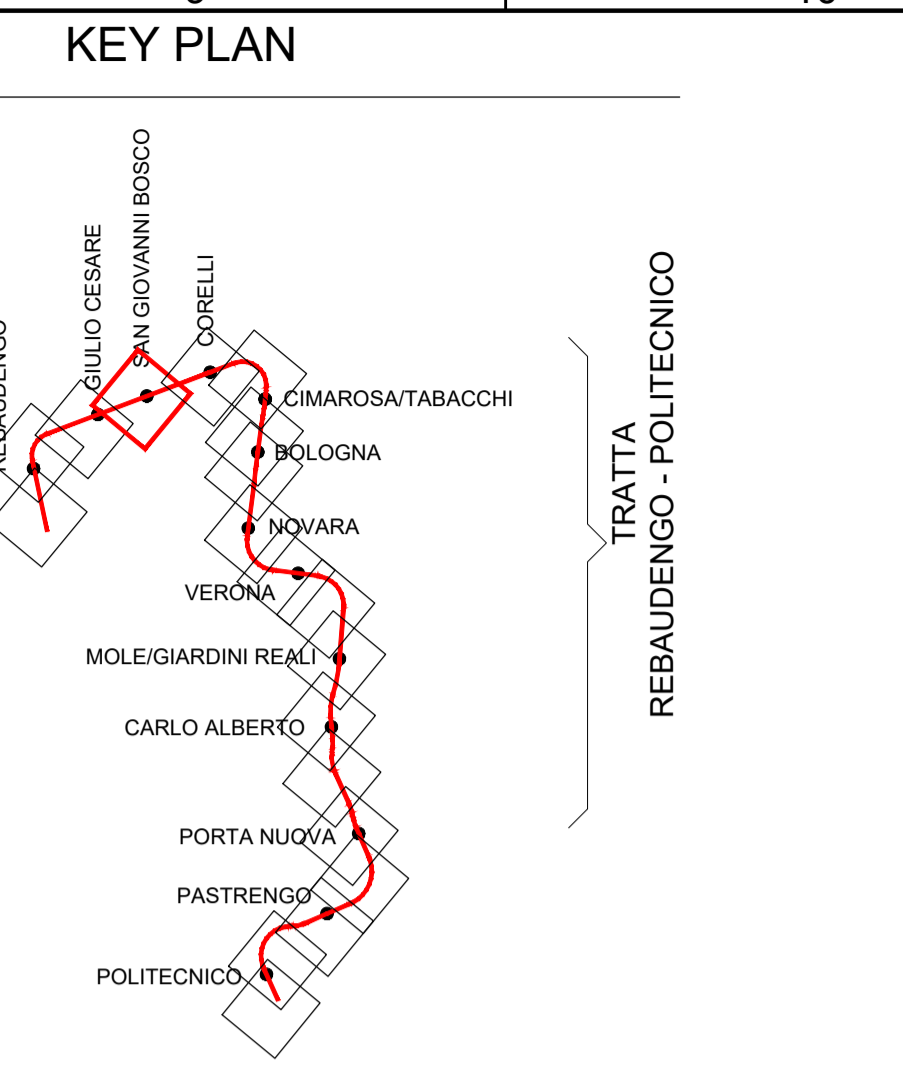 KEY PLAN
SAN GIOVANNI BOSCO
GIULIO CESARE
CORELLI
CIMAROSA/TABACCHI
BOLOGNA
NOVARA
VERONA
MOLE/GIARDINI REALI
CARLO ALBERTO
PORTA NUOVA
PASTRENGO
POLITECNICO
TRATTA
REBAUDENGO - POLITECNICO